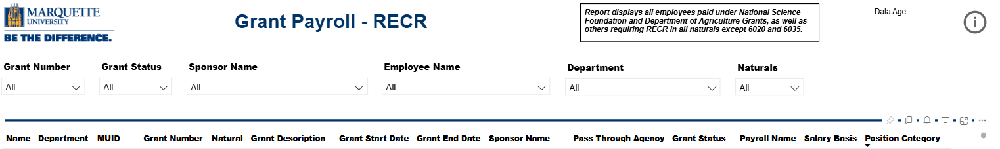 MARQUETTE
UNIVERSITY
BE THE DIFFERENCE.
Grant Payroll - RECR
Report displays all employees paid under National Science
Foundation and Department of Agriculture Grants, as well as
others requiring RECR in all naturals except 6020 and 6035.
Data Age:
Grant Number Grant Status Sponsor Name Employee Name Department Naturals
All All All All All All
Name Department MUID Grant Number Natural Grant Description Grant Start Date Grant End Date Sponsor Name Pass Through Agency Grant Status Payroll Name Salary Basis Position Category